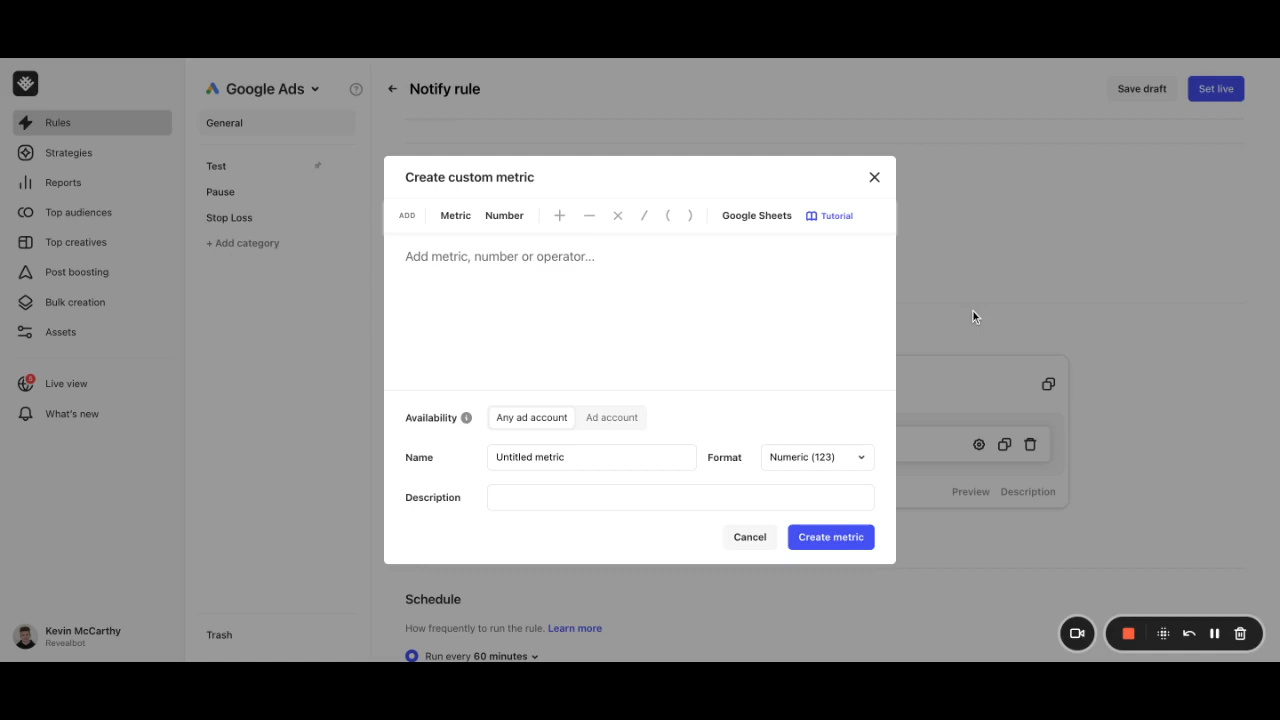 Rules
Strategies
Reports
Top audiences
Top creatives
Post boosting
Bulk creation
Assets
5
Live view
What's new
Kevin McCarthy
Revealbot
Google Ads
?
General
Test
Pause
Stop Loss
+ Add category
Trash
Notify rule
Save draft
Set live
Create custom metric
ADD Metric Number + − × / ( ) Google Sheets Tutorial
Add metric, number or operator...
Availability i Any ad account Ad account
Name Untitled metric Format Numeric (123)
Description
Cancel Create metric
Preview Description
Schedule
How frequently to run the rule. Learn more
Run every 60 minutes